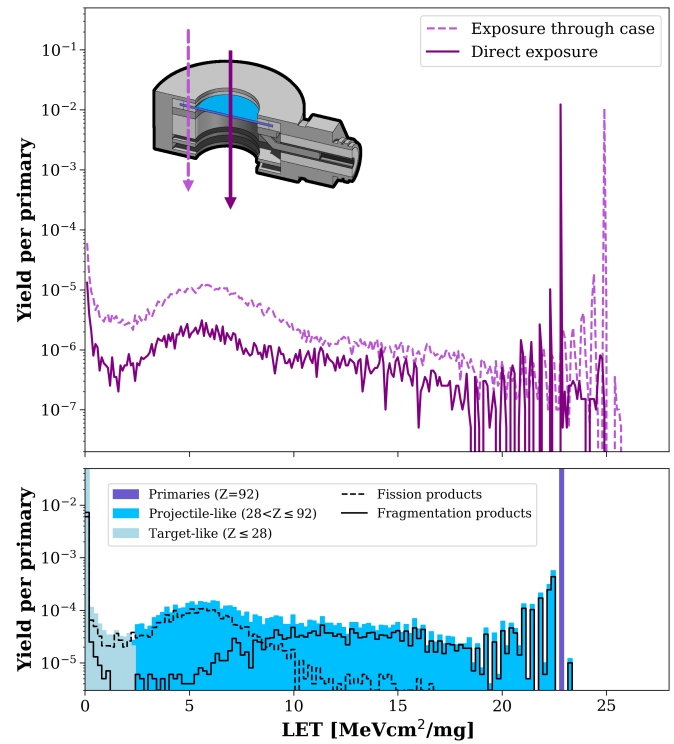 Exposure through case
Direct exposure
Yield per primary
10⁻¹
10⁻²
10⁻³
10⁻⁴
10⁻⁵
10⁻⁶
10⁻⁷
Primaries (Z=92)
Projectile-like (28<Z≤92)
Target-like (Z≤28)
Fission products
Fragmentation products
Yield per primary
10⁻²
10⁻³
10⁻⁴
10⁻⁵
0 5 10 15 20 25
LET [MeVcm²/mg]